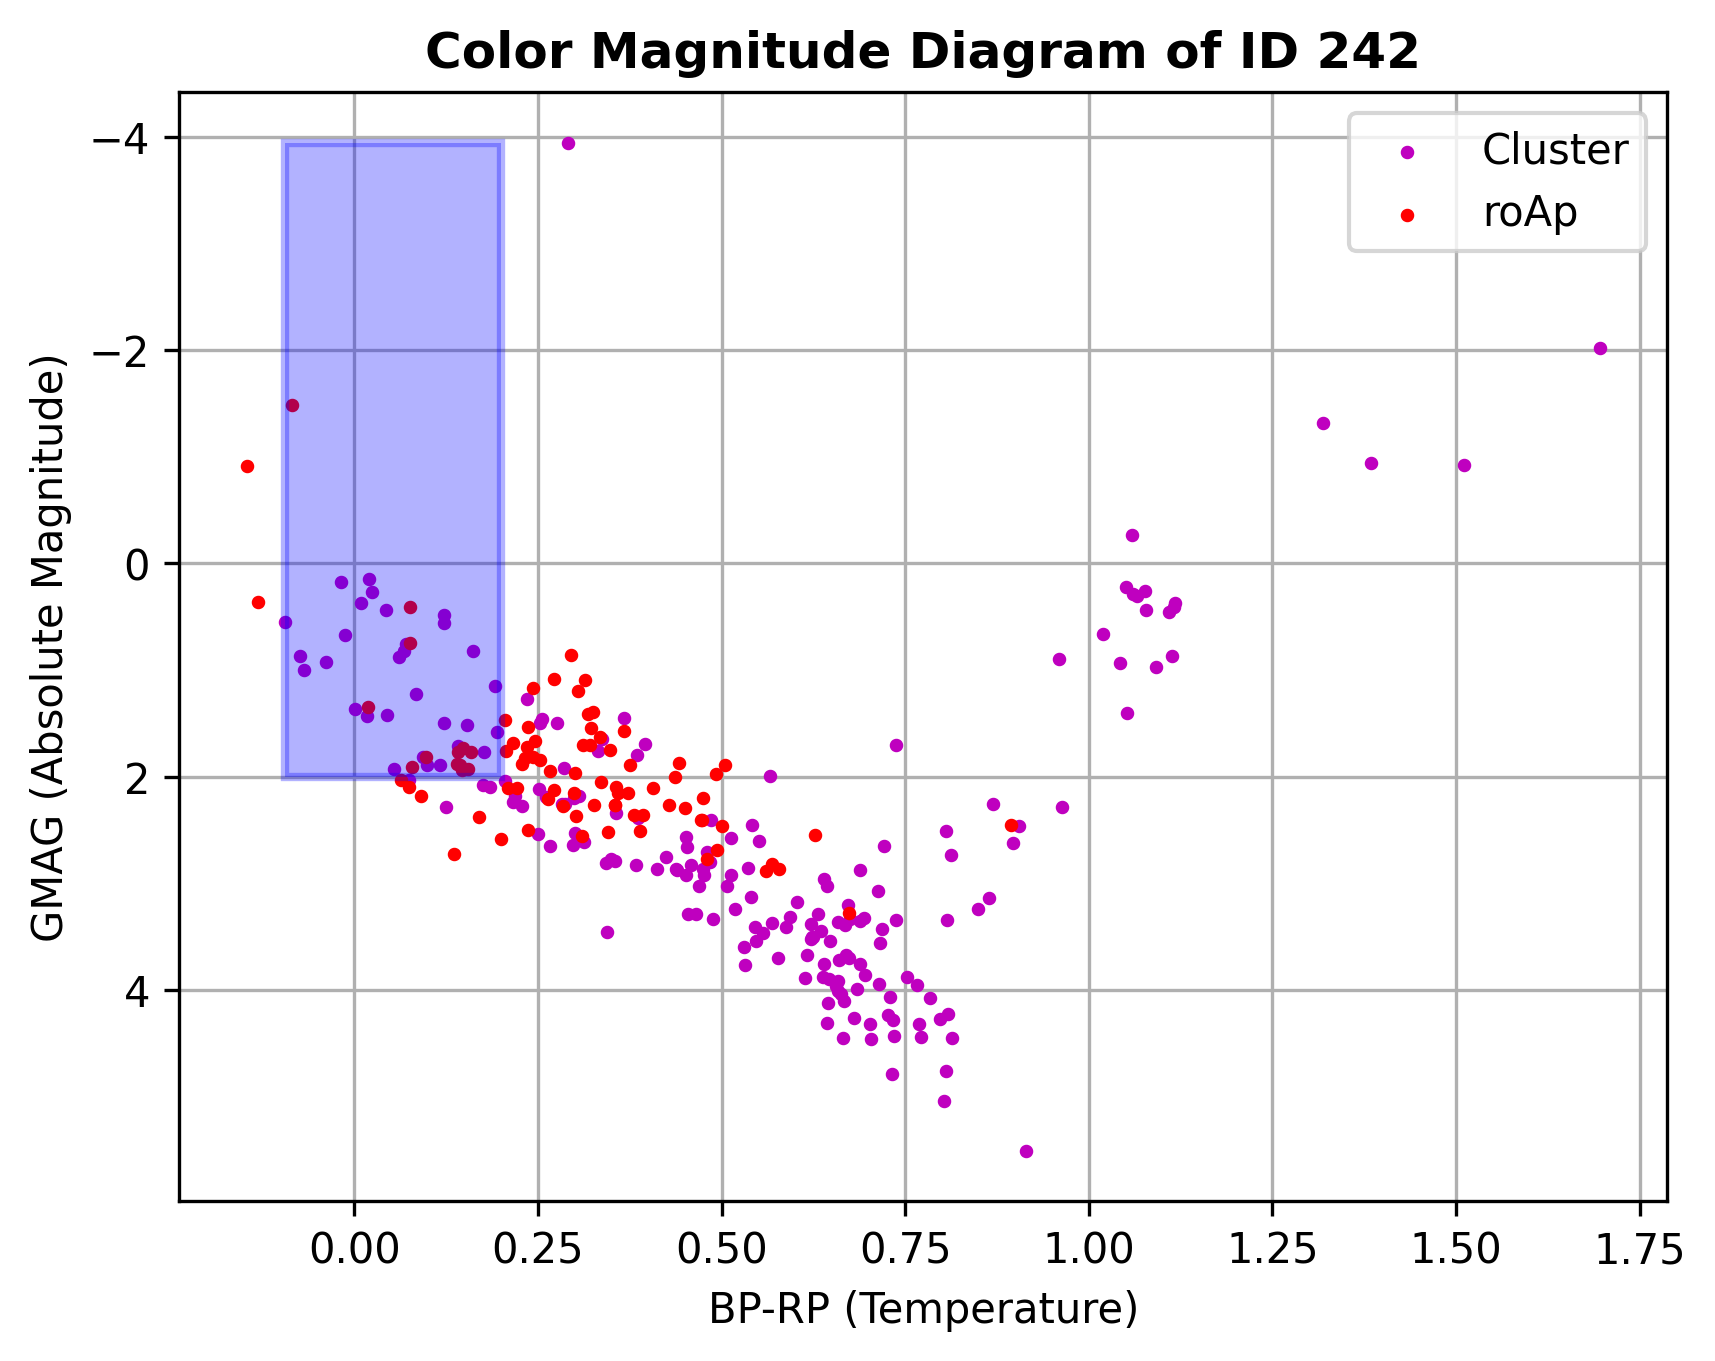 Color Magnitude Diagram of ID 242
Cluster
roAp
GMAG (Absolute Magnitude)
−4
−2
0
2
4
0.00 0.25 0.50 0.75 1.00 1.25 1.50 1.75
BP-RP (Temperature)